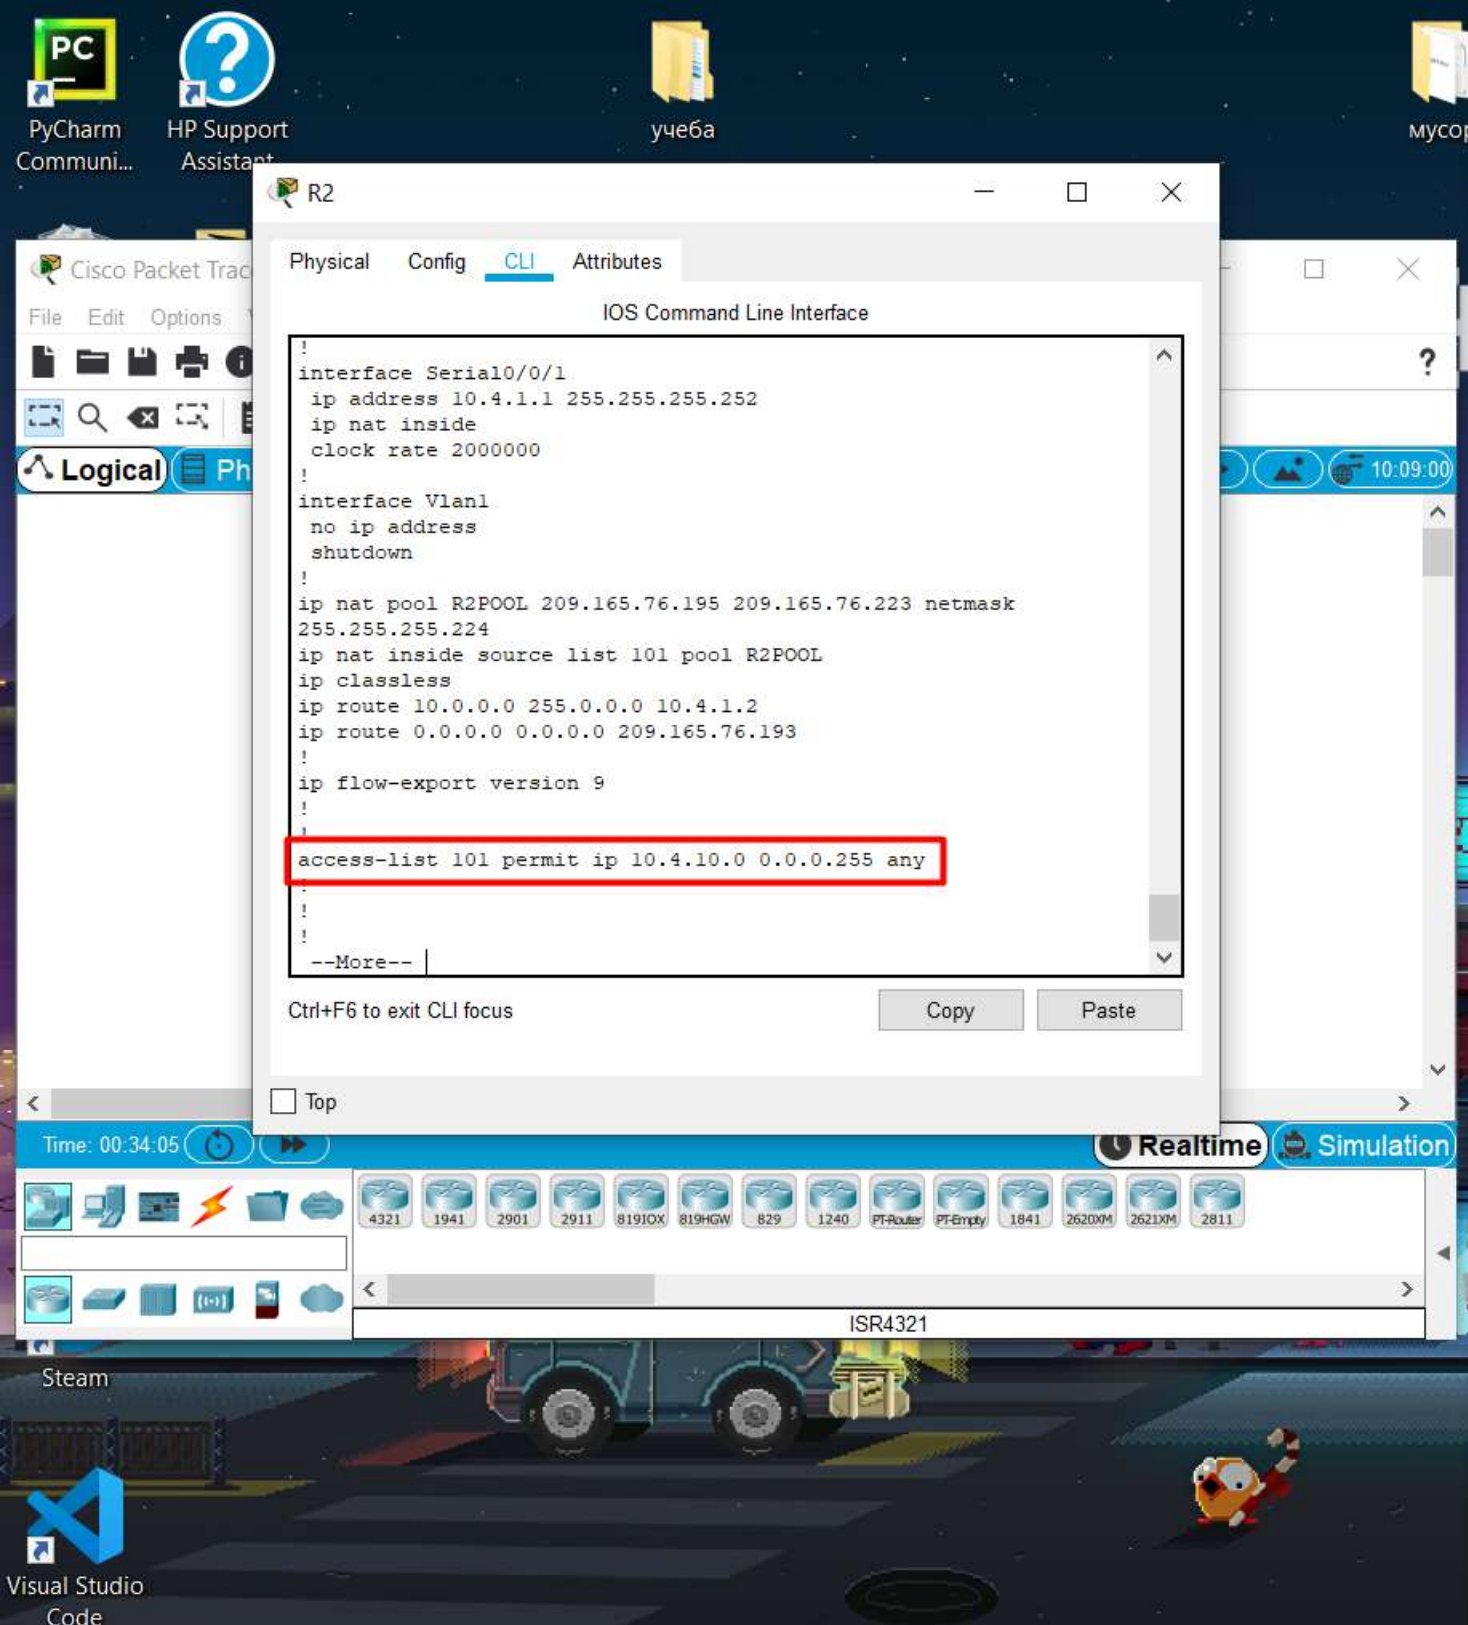 PC
PyCharm
Communi...
HP Support
Assistant
учеба
R2
Physical
Config
CLI
Attributes
IOS Command Line Interface
!
interface Serial0/0/1
ip address 10.4.1.1 255.255.255.252
ip nat inside
clock rate 2000000
!
interface Vlan1
no ip address
shutdown
!
ip nat pool R2POOL 209.165.76.195 209.165.76.223 netmask
255.255.255.224
ip nat inside source list 101 pool R2POOL
ip classless
ip route 10.0.0.0 255.0.0.0 10.4.1.2
ip route 0.0.0.0 0.0.0.0 209.165.76.193
!
ip flow-export version 9
!
!
access-list 101 permit ip 10.4.10.0 0.0.0.255 any
!
!
!
--More--
Ctrl+F6 to exit CLI focus
Copy
Paste
Top
Cisco Packet Trac
File Edit Options
?
Logical
Ph
10:09:00
Time: 00:34:05
Realtime
Simulation
4321
1941
2901
2911
819IOX
819HGW
829
1240
PT-Router
PT-Empty
1841
2620XM
2621XM
2811
ISR4321
Steam
Visual Studio
Code